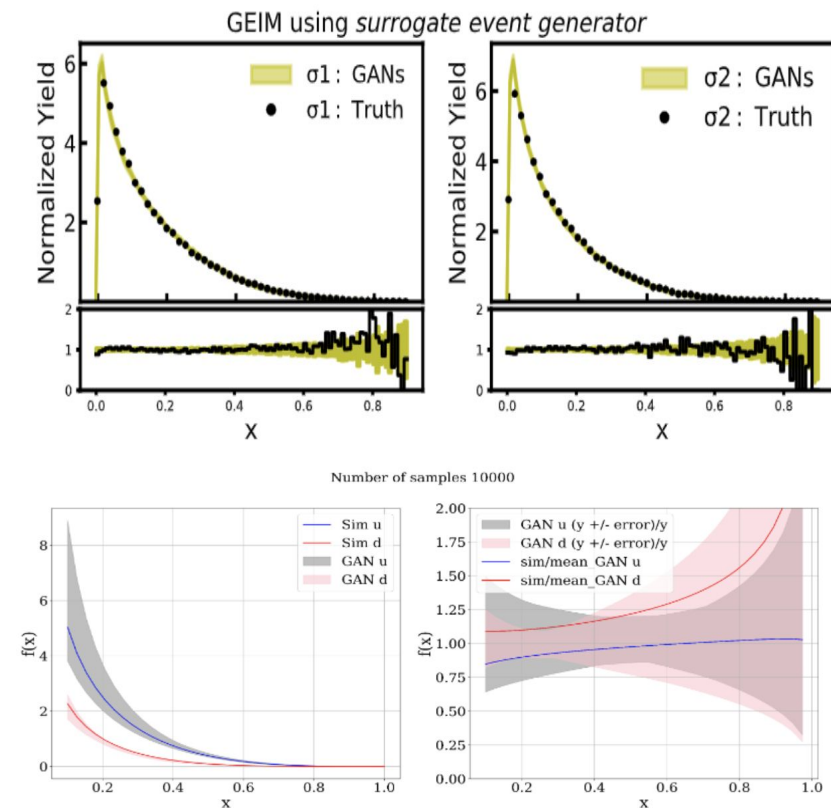 GEIM using surrogate event generator
Normalized Yield
6
4
2
σ1: GANs
σ1: Truth
2
1
0
0.0 0.2 0.4 0.6 0.8
X
Normalized Yield
6
4
2
σ2: GANs
σ2: Truth
2
1
0
0.0 0.2 0.4 0.6 0.8
X
Number of samples 10000
f(x)
8
6
4
2
0
Sim u
Sim d
GAN u
GAN d
0.2 0.4 0.6 0.8 1.0
x
f(x)
2.00
1.75
1.50
1.25
1.00
0.75
0.50
0.25
0.00
GAN u (y +/- error)/y
GAN d (y +/- error)/y
sim/mean_GAN u
sim/mean_GAN d
0.2 0.4 0.6 0.8 1.0
x